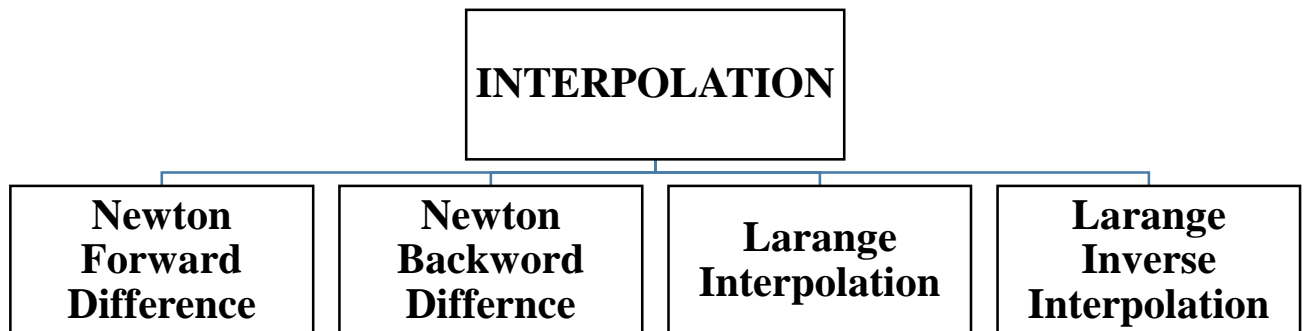 INTERPOLATION
Newton
Forward
Difference
Newton
Backword
Differnce
Larange
Interpolation
Larange
Inverse
Interpolation